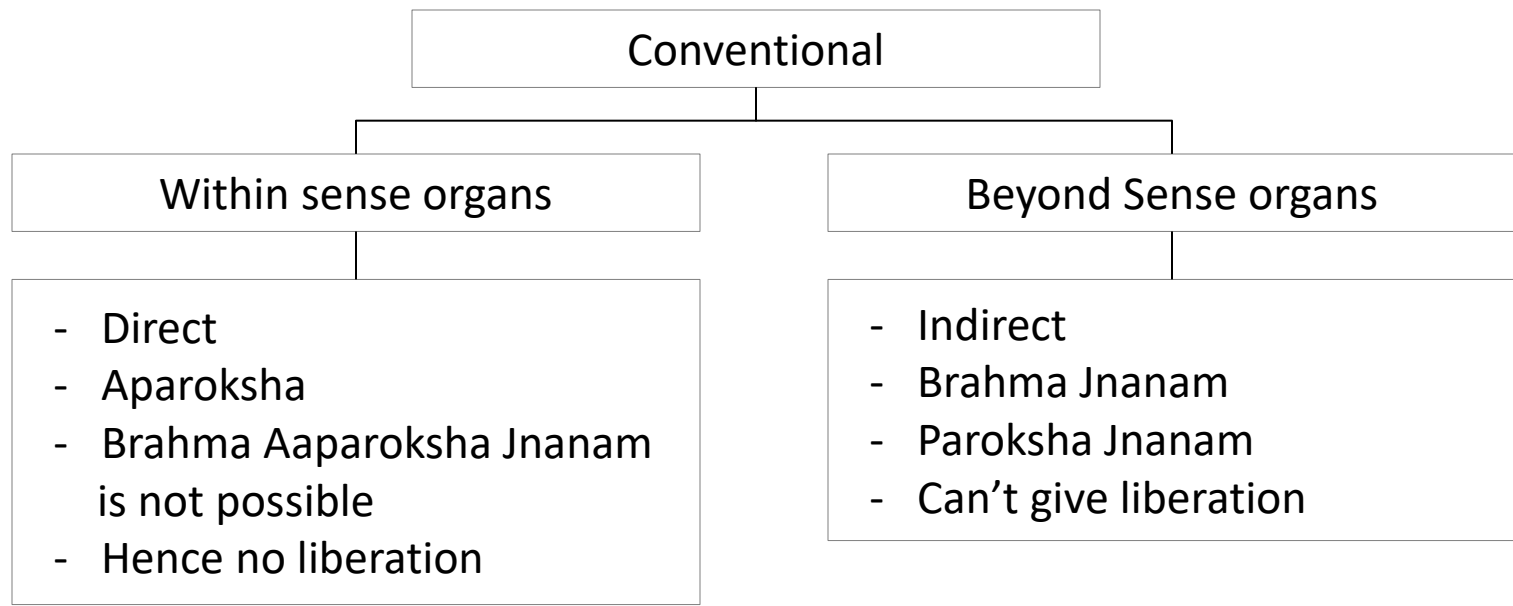 Conventional
Within sense organs
Beyond Sense organs
- Direct
- Aparoksha
- Brahma Aaparoksha Jnanam
is not possible
- Hence no liberation
- Indirect
- Brahma Jnanam
- Paroksha Jnanam
- Can’t give liberation